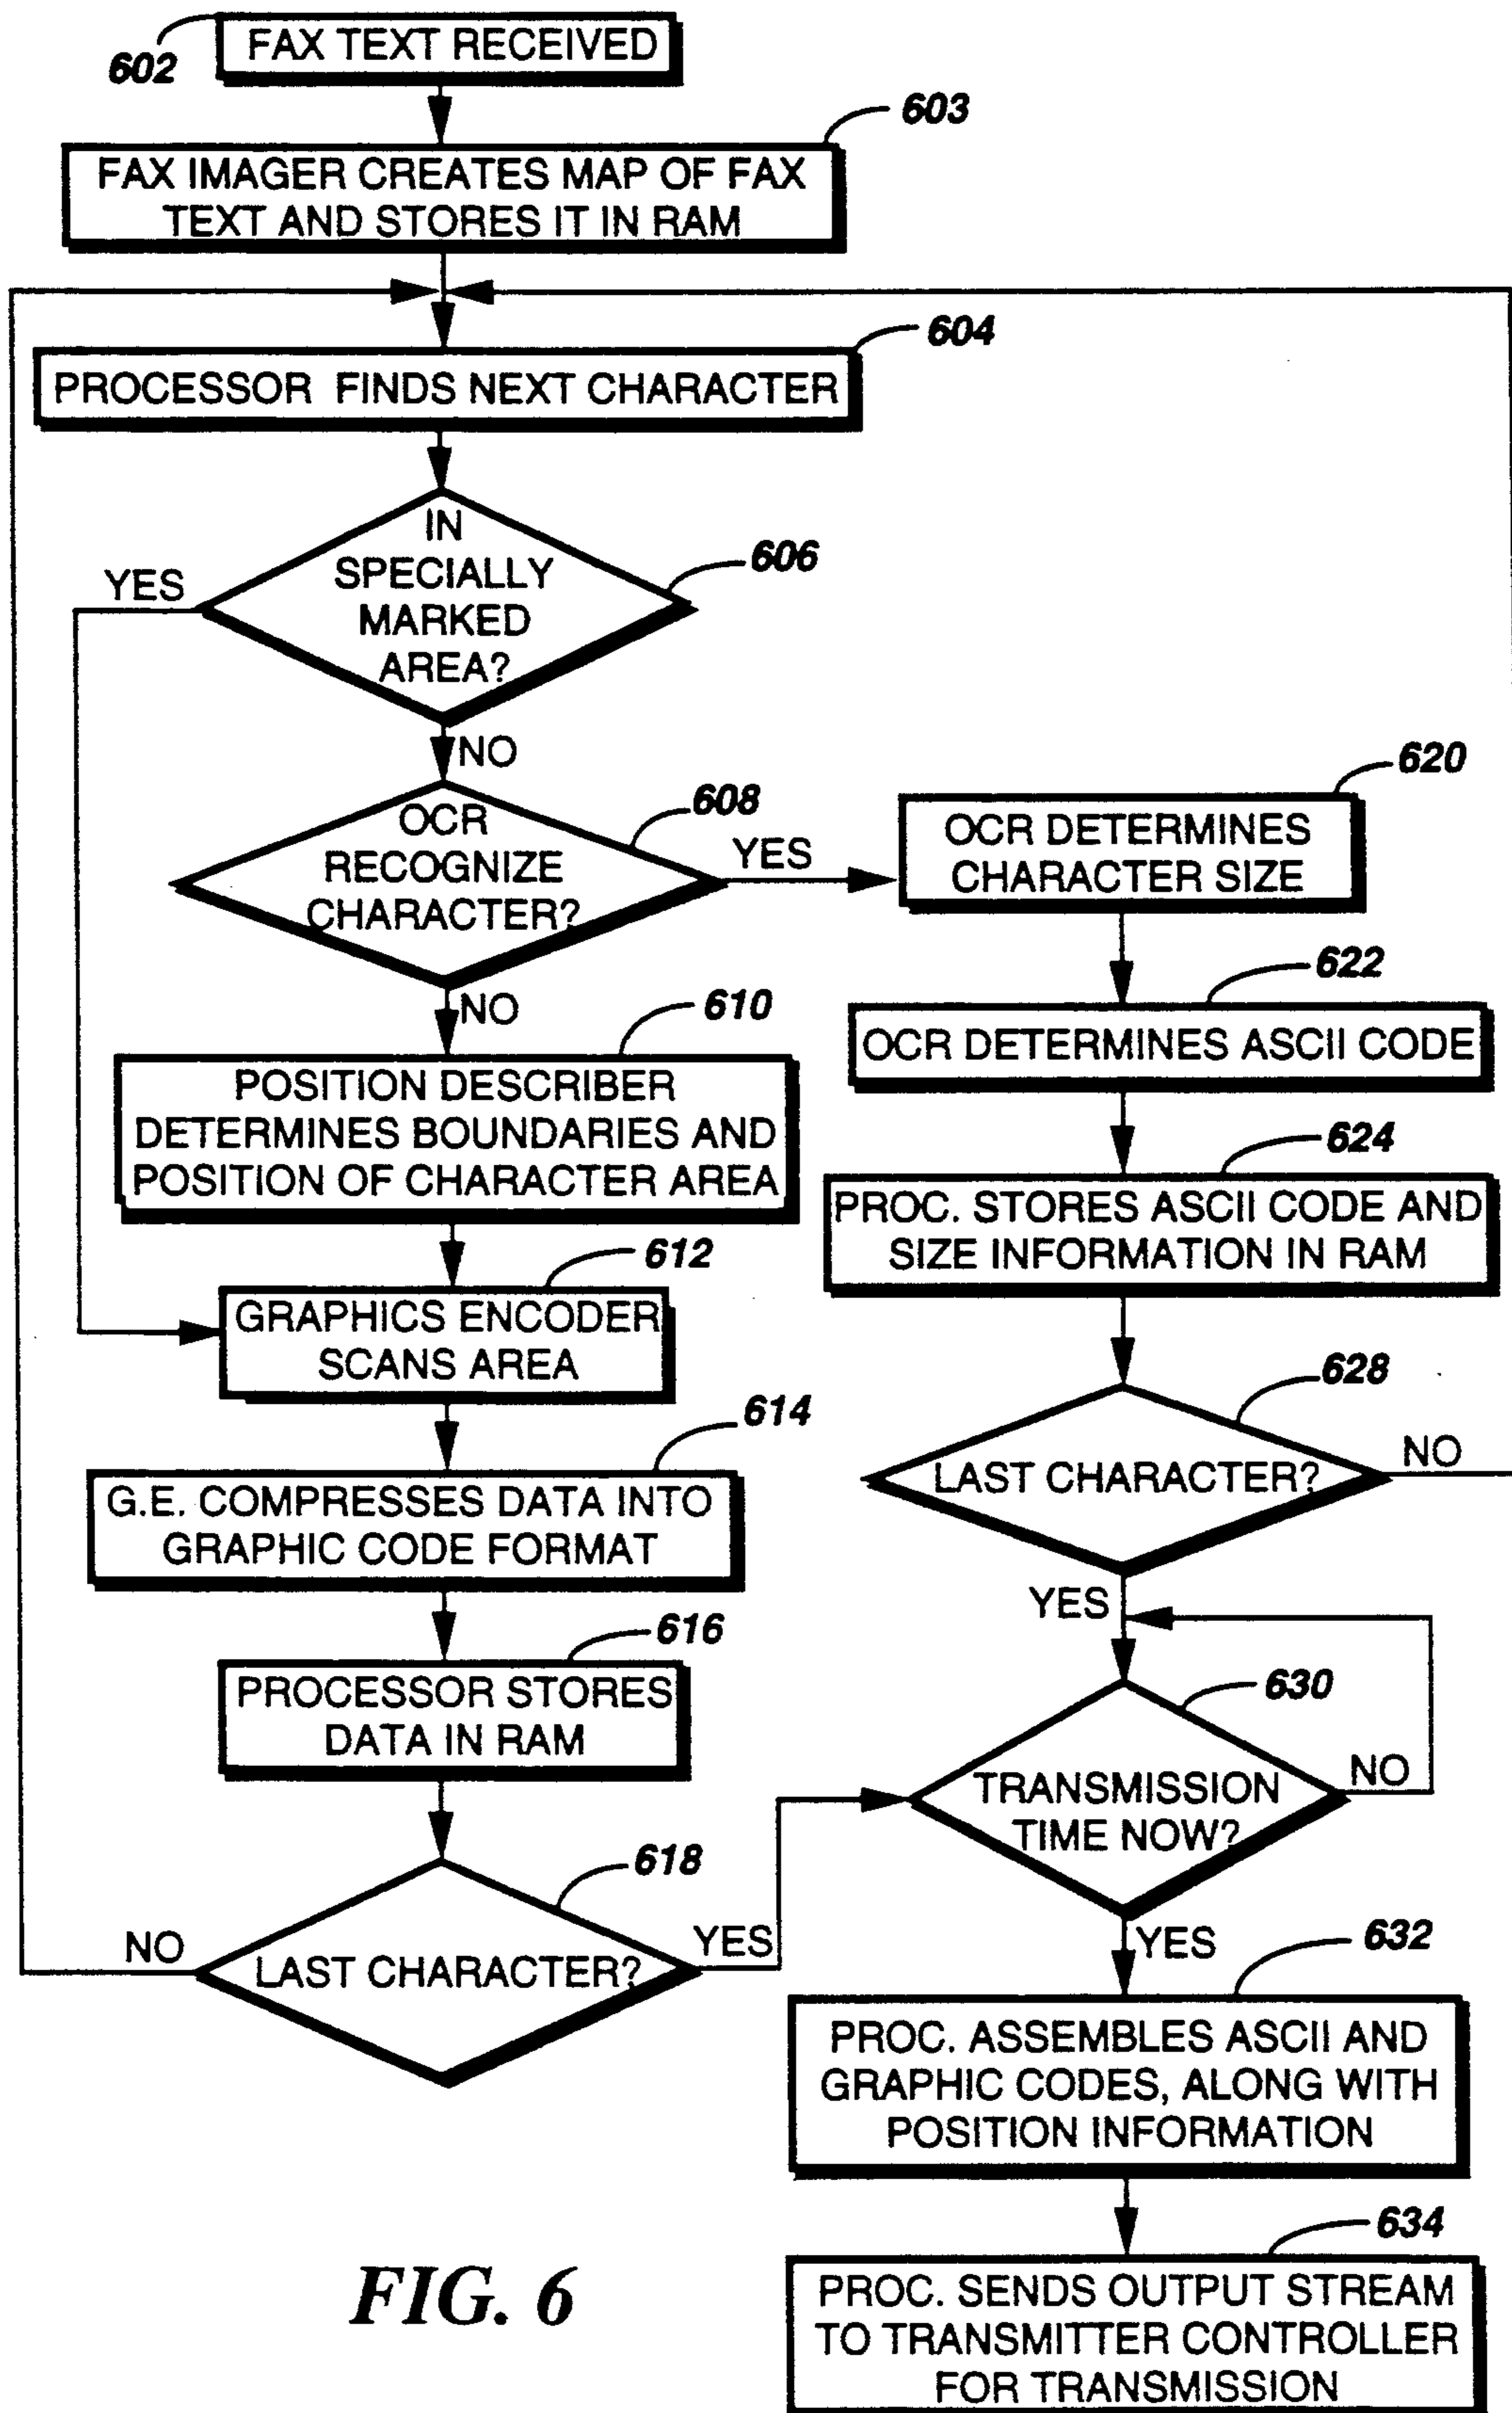 602
FAX TEXT RECEIVED
603
FAX IMAGER CREATES MAP OF FAX
TEXT AND STORES IT IN RAM
604
PROCESSOR FINDS NEXT CHARACTER
606
IN
SPECIALLY
MARKED
AREA?
YES
NO
608
OCR
RECOGNIZE
CHARACTER?
YES
NO
610
POSITION DESCRIBER
DETERMINES BOUNDARIES AND
POSITION OF CHARACTER AREA
612
GRAPHICS ENCODER
SCANS AREA
614
G.E. COMPRESSES DATA INTO
GRAPHIC CODE FORMAT
616
PROCESSOR STORES
DATA IN RAM
618
LAST CHARACTER?
NO
YES
620
OCR DETERMINES
CHARACTER SIZE
622
OCR DETERMINES ASCII CODE
624
PROC. STORES ASCII CODE AND
SIZE INFORMATION IN RAM
628
LAST CHARACTER?
NO
YES
630
TRANSMISSION
TIME NOW?
NO
YES
632
PROC. ASSEMBLES ASCII AND
GRAPHIC CODES, ALONG WITH
POSITION INFORMATION
634
PROC. SENDS OUTPUT STREAM
TO TRANSMITTER CONTROLLER
FOR TRANSMISSION
FIG. 6